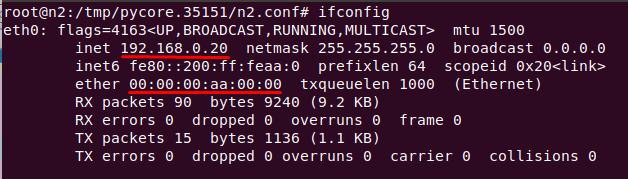 root@n2:/tmp/pycore.35151/n2.conf# ifconfig
eth0: flags=4163<UP,BROADCAST,RUNNING,MULTICAST>  mtu 1500
        inet 192.168.0.20  netmask 255.255.255.0  broadcast 0.0.0.0
        inet6 fe80::200:ff:feaa:0  prefixlen 64  scopeid 0x20<link>
        ether 00:00:00:aa:00:00  txqueuelen 1000  (Ethernet)
        RX packets 90  bytes 9240 (9.2 KB)
        RX errors 0  dropped 0  overruns 0  frame 0
        TX packets 15  bytes 1136 (1.1 KB)
        TX errors 0  dropped 0 overruns 0  carrier 0  collisions 0